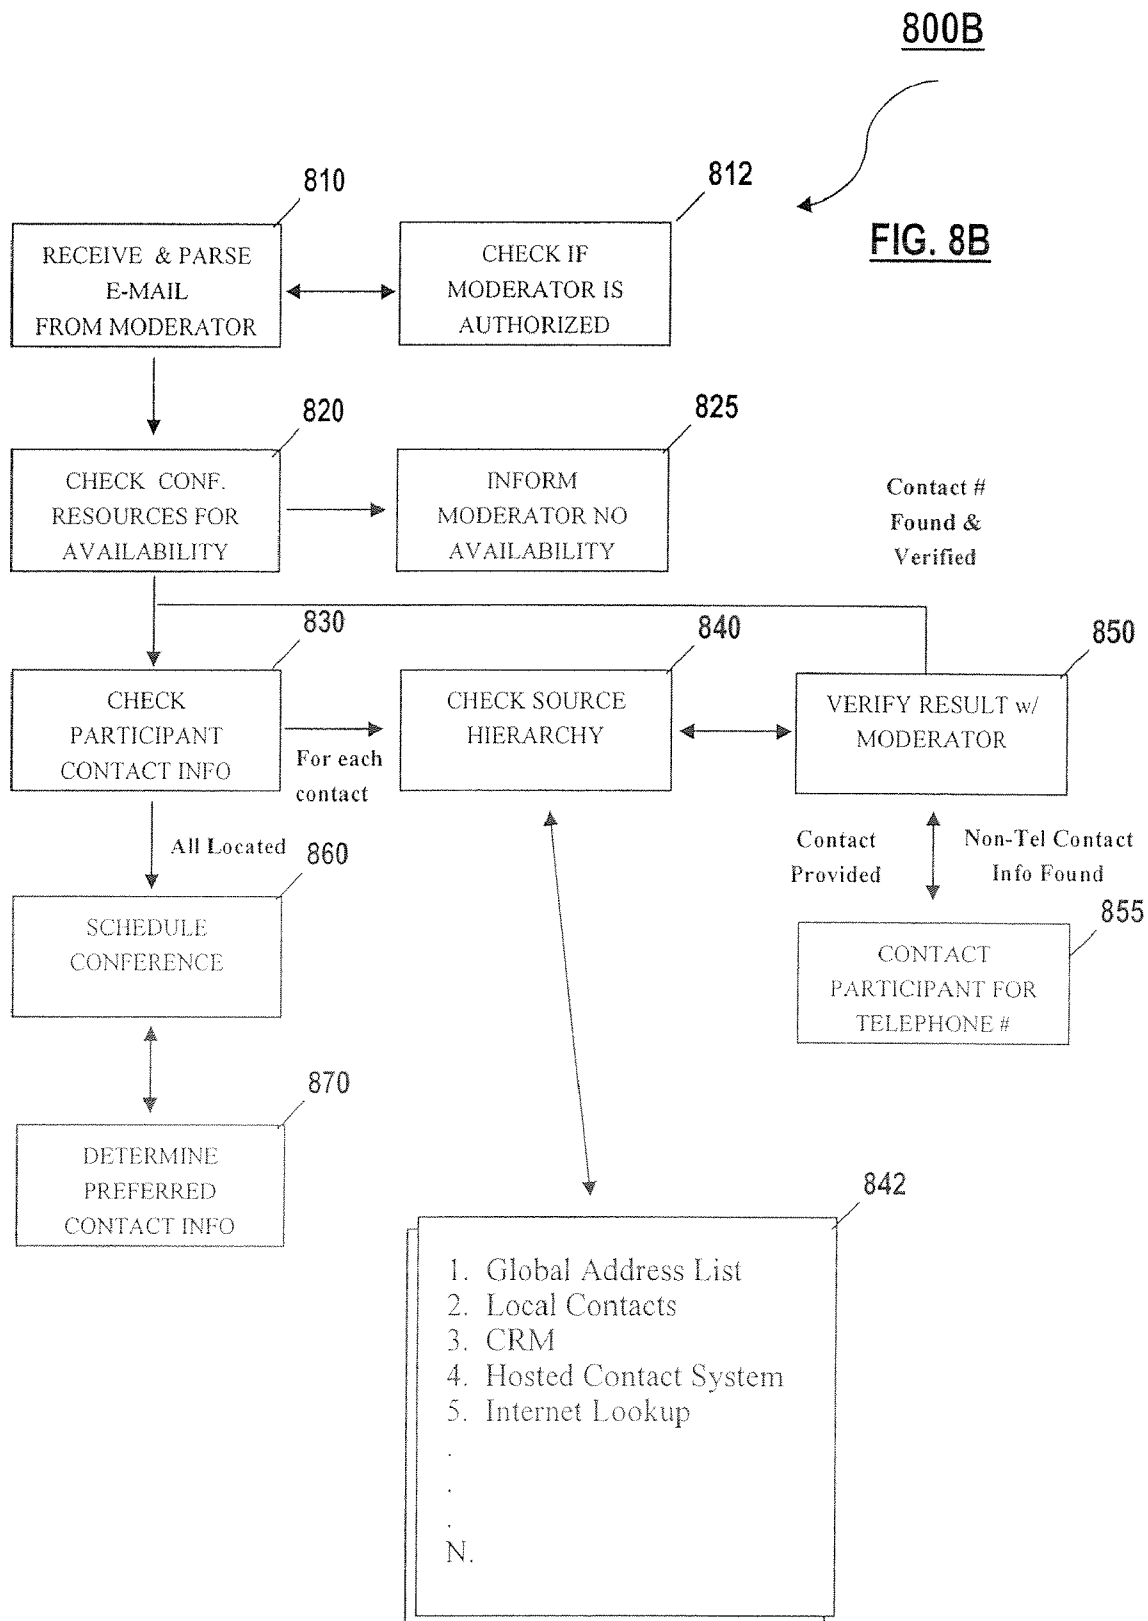 800B
FIG. 8B
810
RECEIVE & PARSE
E-MAIL
FROM MODERATOR
812
CHECK IF
MODERATOR IS
AUTHORIZED
820
CHECK CONF.
RESOURCES FOR
AVAILABILITY
825
INFORM
MODERATOR NO
AVAILABILITY
Contact #
Found &
Verified
830
CHECK
PARTICIPANT
CONTACT INFO
For each
contact
840
CHECK SOURCE
HIERARCHY
850
VERIFY RESULT w/
MODERATOR
All Located
Contact
Provided
Non-Tel Contact
Info Found
860
SCHEDULE
CONFERENCE
855
CONTACT
PARTICIPANT FOR
TELEPHONE #
870
DETERMINE
PREFERRED
CONTACT INFO
842
1. Global Address List
2. Local Contacts
3. CRM
4. Hosted Contact System
5. Internet Lookup
.
.
.
N.